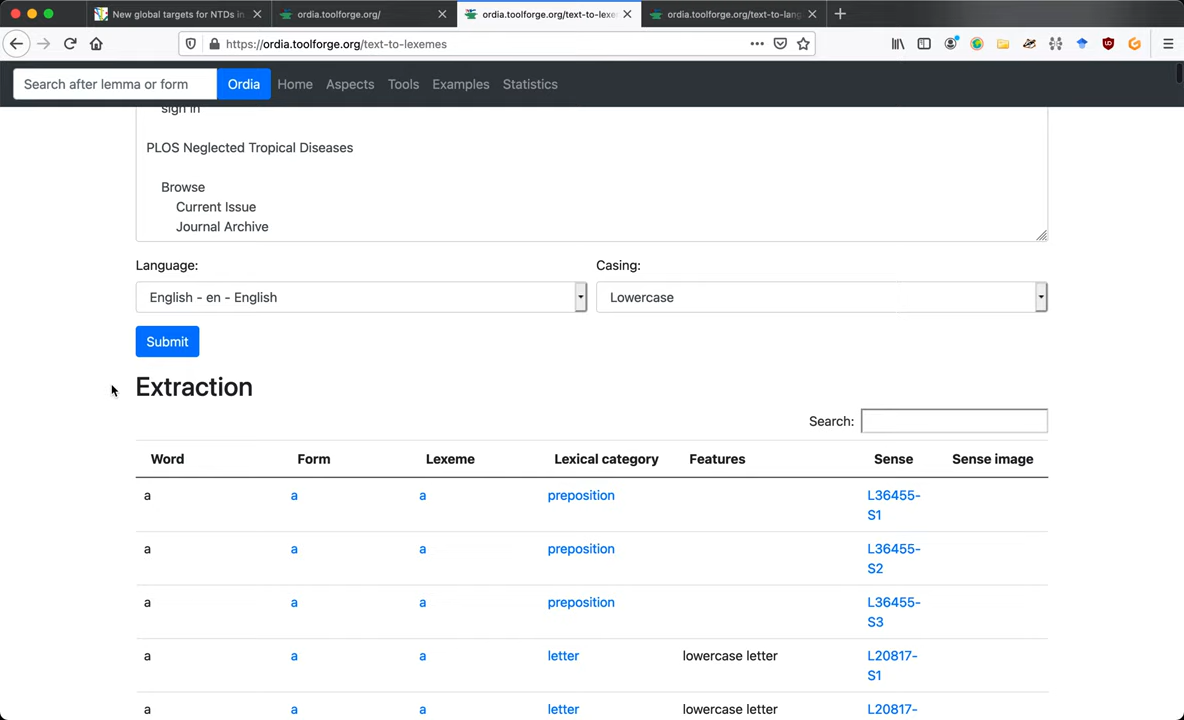 New global targets for NTDs in
ordia.toolforge.org/
ordia.toolforge.org/text-to-lexe
ordia.toolforge.org/text-to-lang
https://ordia.toolforge.org/text-to-lexemes
Search after lemma or form Ordia Home Aspects Tools Examples Statistics
sign in
PLOS Neglected Tropical Diseases
Browse
Current Issue
Journal Archive
Language: Casing:
English - en - English Lowercase
Submit
Extraction
Search:
Word Form Lexeme Lexical category Features Sense Sense image
a a a preposition L36455-
S1
a a a preposition L36455-
S2
a a a preposition L36455-
S3
a a a letter lowercase letter L20817-
S1
a a a letter lowercase letter L20817-